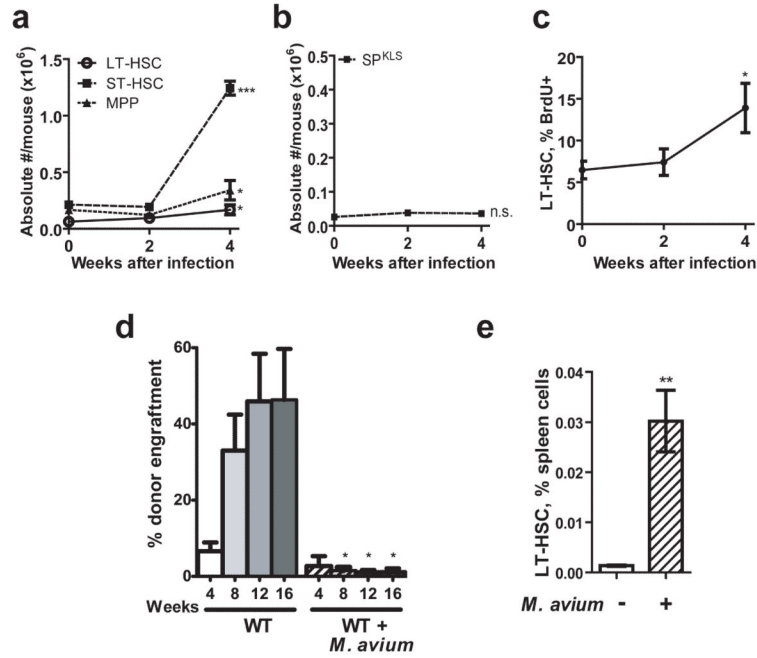 a
Absolute #/mouse (x10⁶)
1.5
1.0
0.5
0.0
LT-HSC
ST-HSC
MPP
***
*
*
0 2 4
Weeks after infection
b
Absolute #/mouse (x10⁶)
0.5
0.4
0.3
0.2
0.1
0.0
SPᴷᴸˢ
n.s.
0 2 4
Weeks after infection
c
LT-HSC, % BrdU+
20
15
10
5
0
*
0 2 4
Weeks after infection
d
% donor engraftment
60
40
20
0
* * *
Weeks 4 8 12 16 4 8 12 16
WT WT +
M. avium
e
LT-HSC, % spleen cells
0.04
0.03
0.02
0.01
0.00
**
M. avium - +